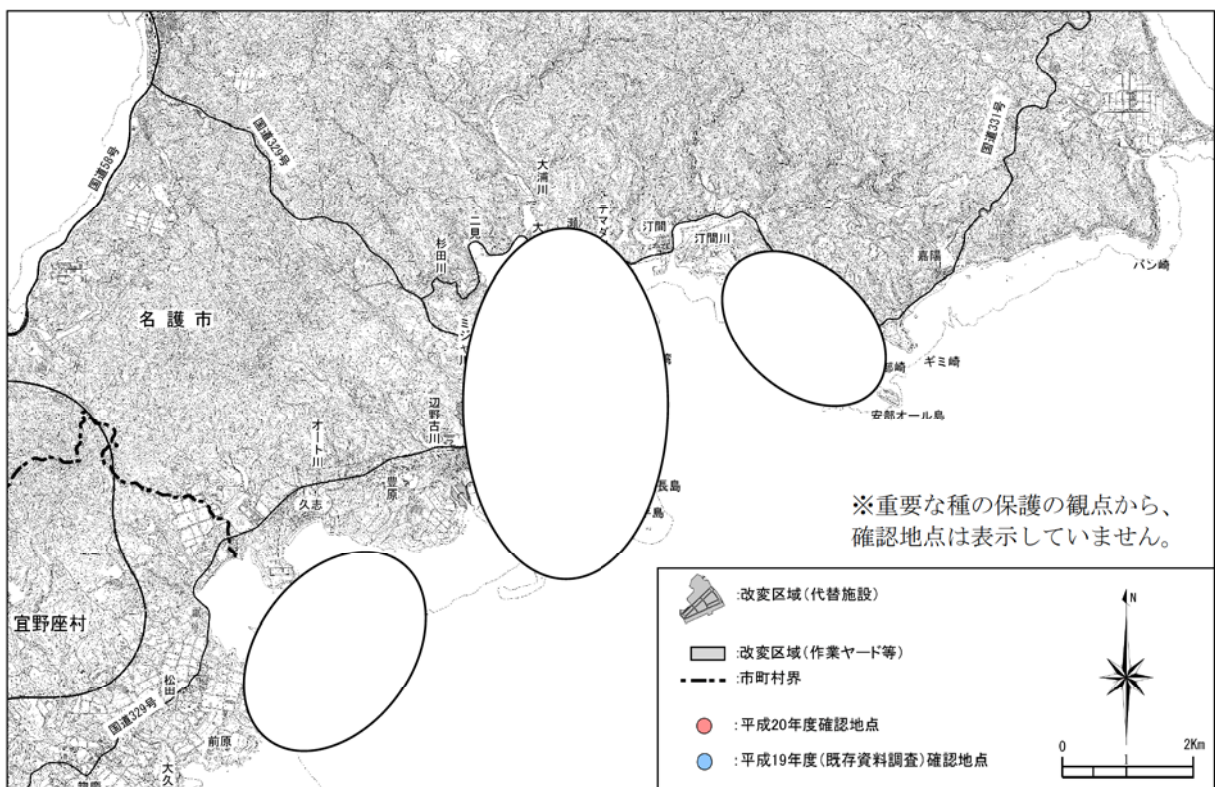 国道58号
国道329号
国道331号
大浦川
テマタ
汀間
汀間川
二見
大
杉田川
嘉陽
バン崎
名護市
ギミ崎
部崎
安部オール島
辺野古川
オート川
豊原
久志
長島
島
※重要な種の保護の観点から、
確認地点は表示していません。
宜野座村
松田
国道329号
前原
大久
:改変区域(代替施設)
:改変区域(作業ヤード等)
:市町村界
:平成20年度確認地点
:平成19年度(既存資料調査)確認地点
N
0 1 2Km